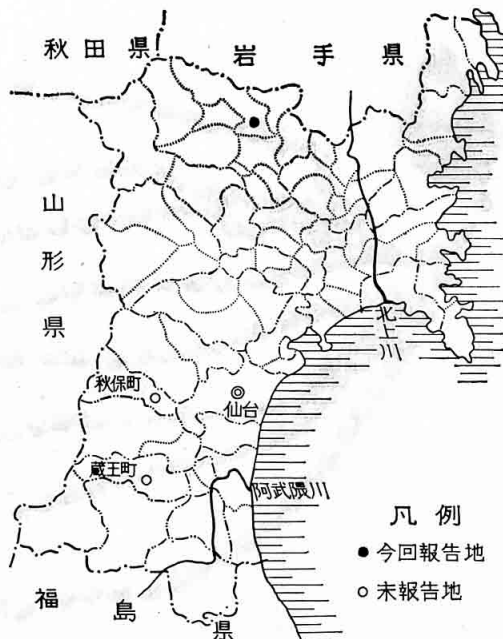 秋田県
岩手県
山形県
北上川
秋保町
仙台
蔵王町
阿武隈川
凡例
● 今回報告地
○ 未報告地
福島県